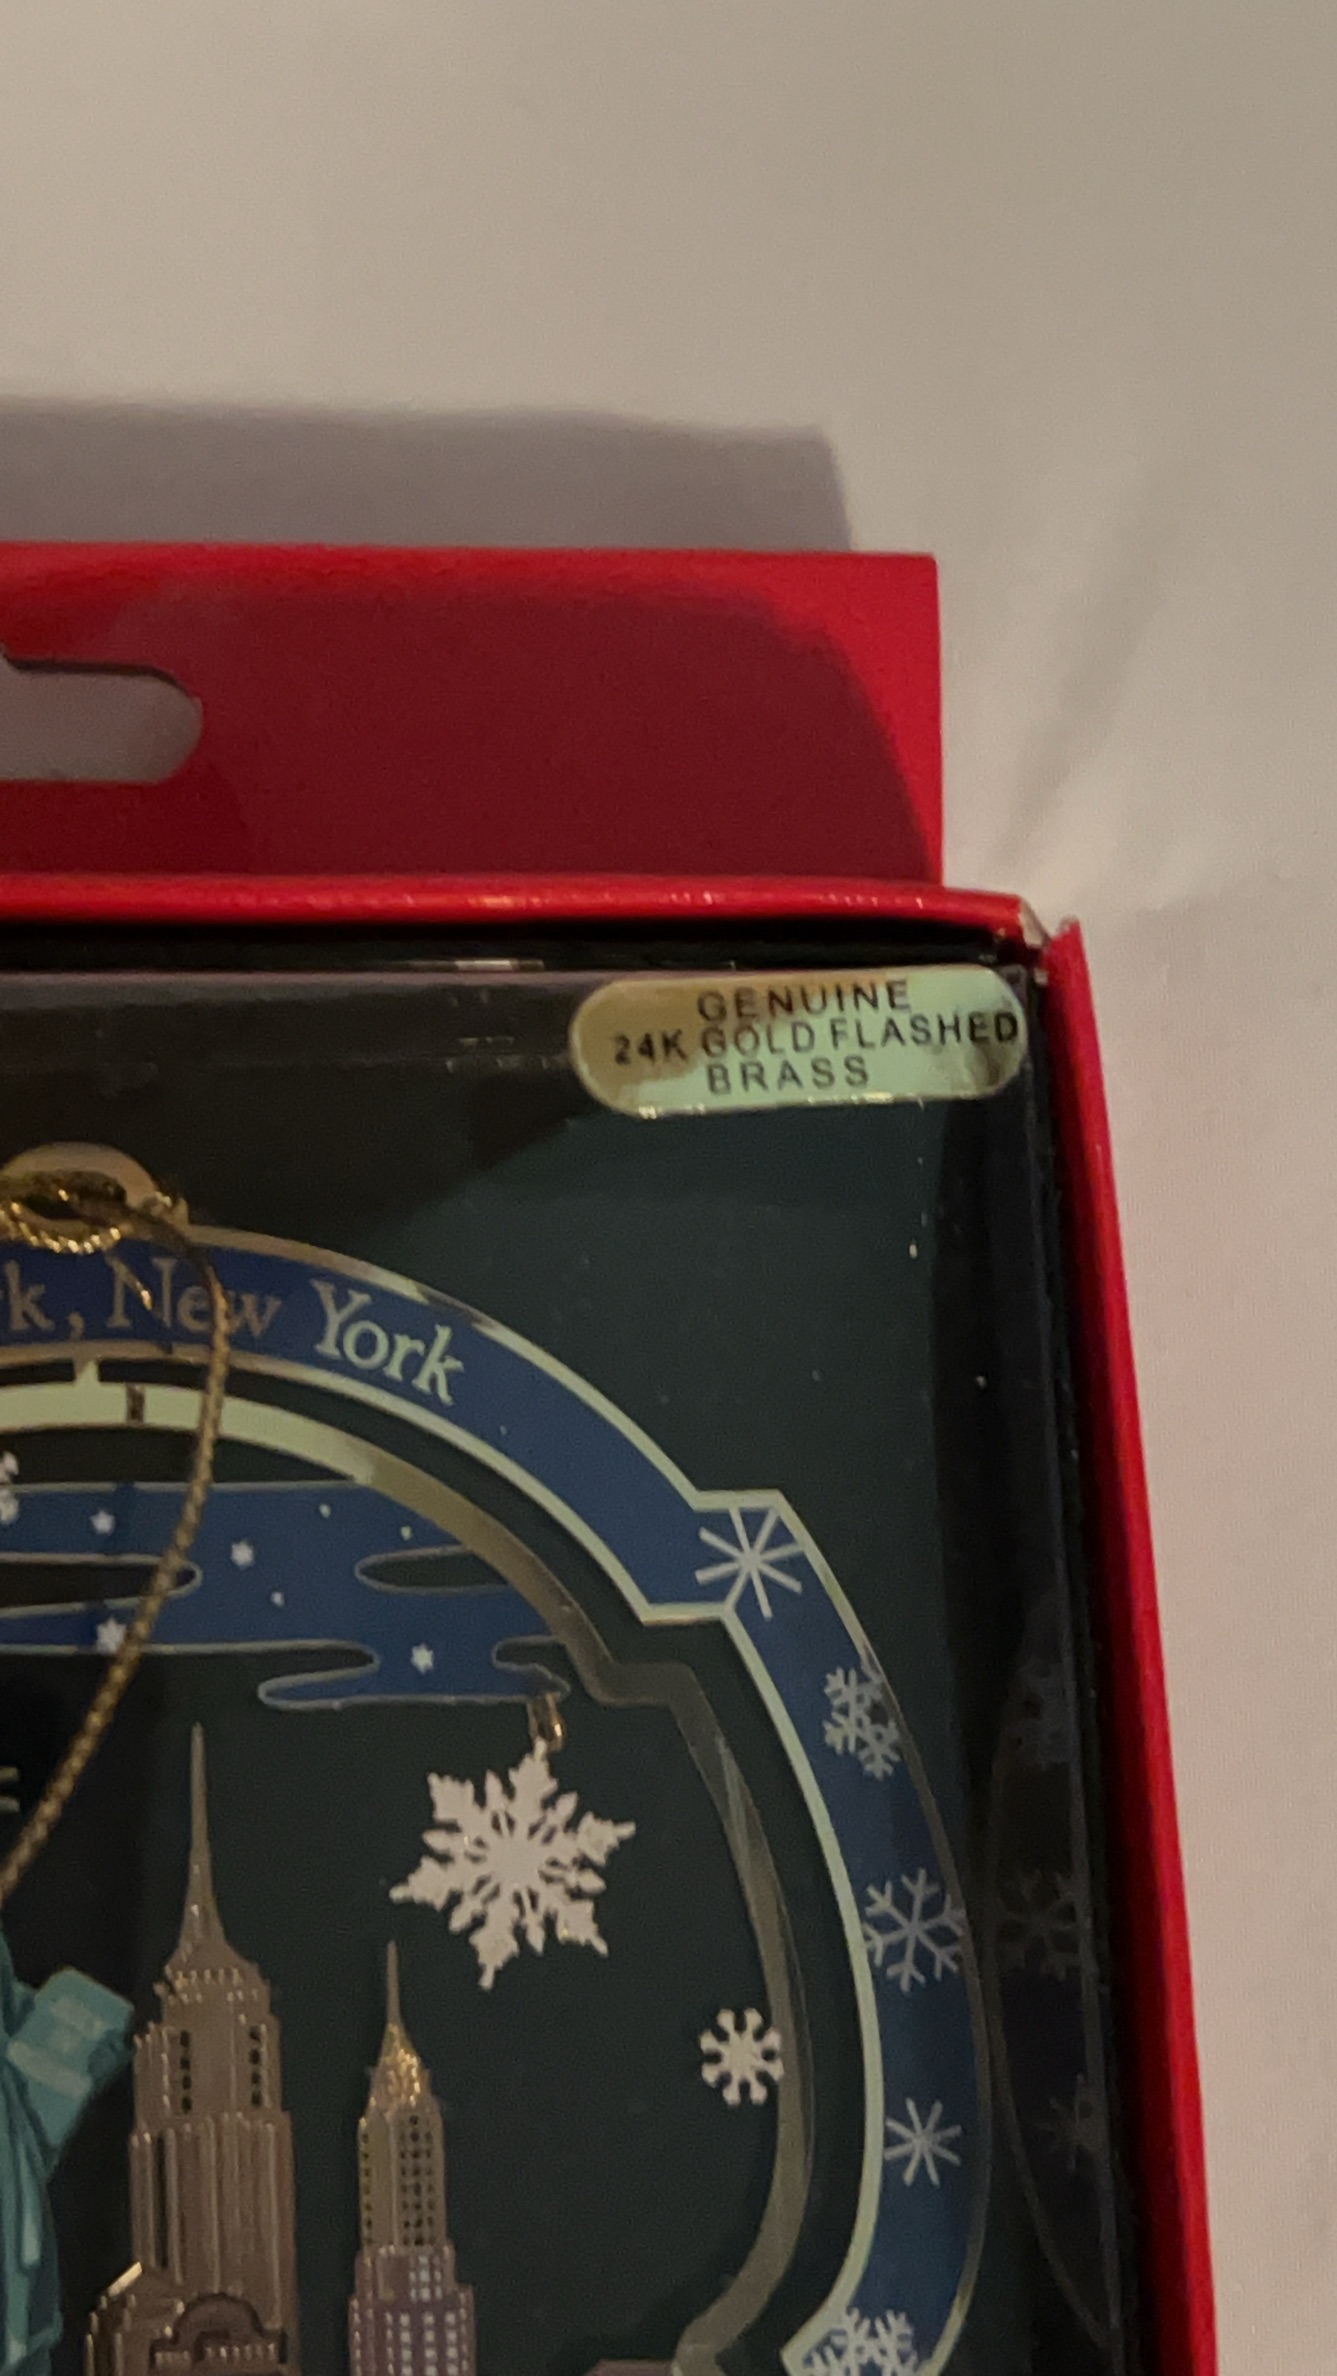 GENUINE
24K GOLD FLASHED
BRASS
k, New York